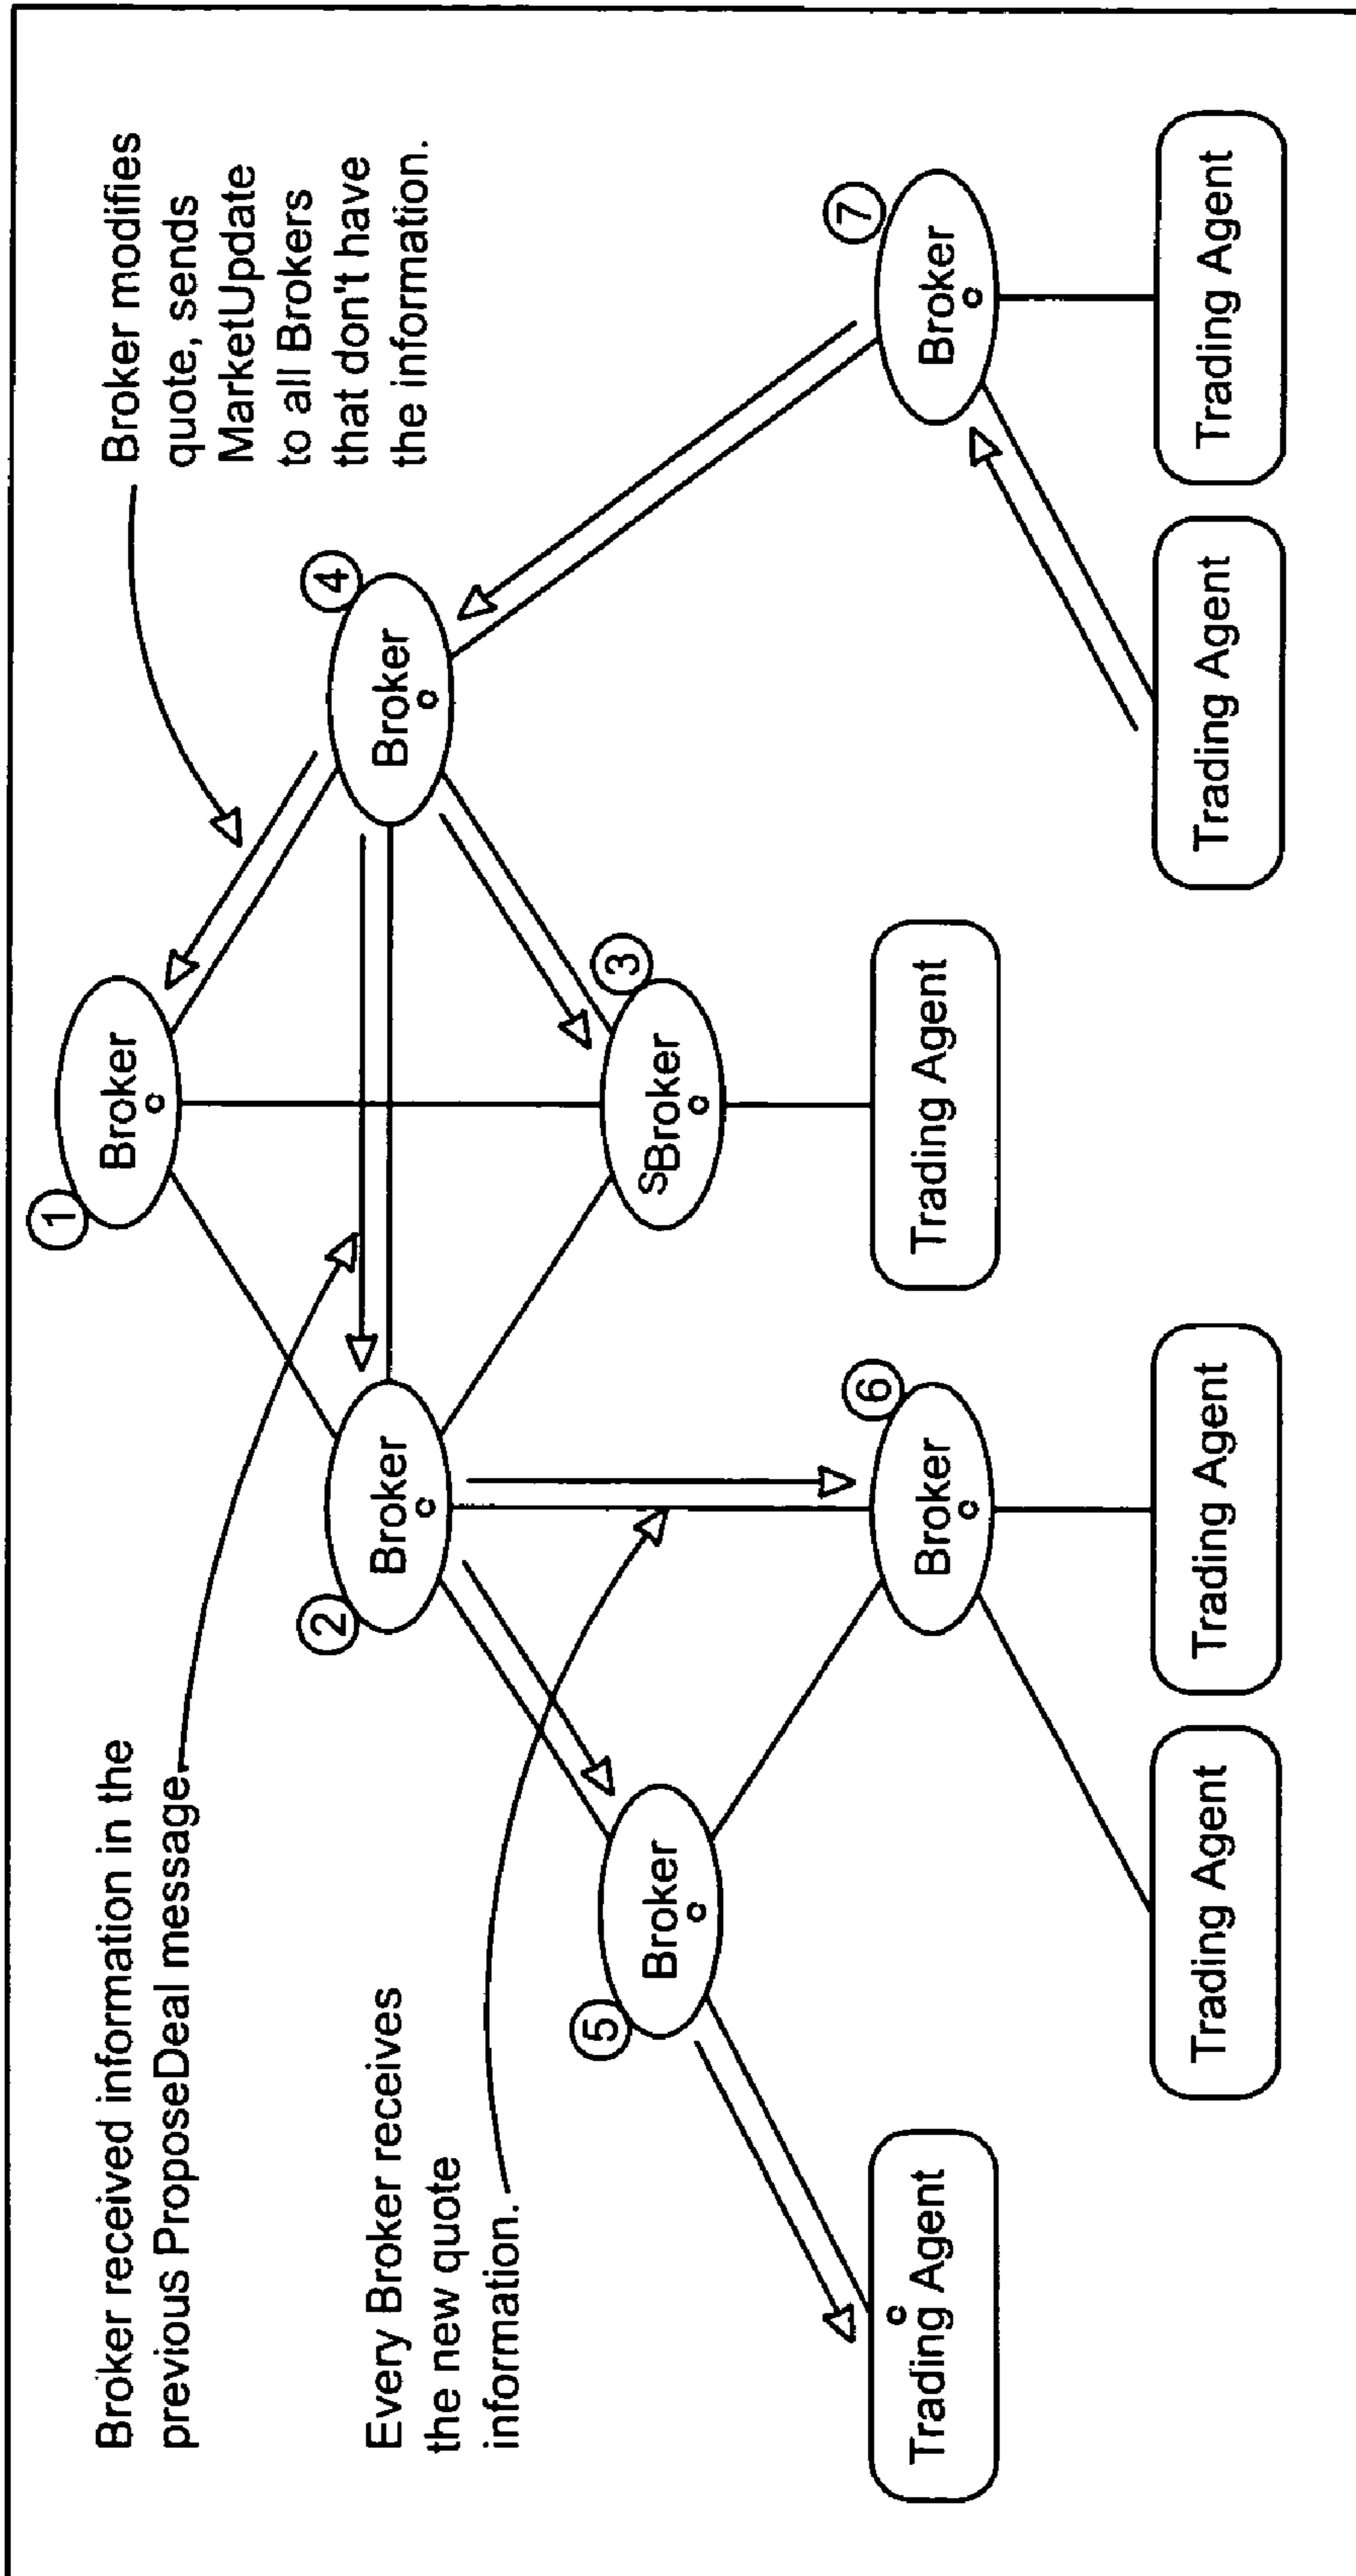 Broker received information in the
previous ProposeDeal message.
Every Broker receives
the new quote
information.
Broker modifies
quote, sends
MarketUpdate
to all Brokers
that don't have
the information.
1
Broker
o
2
Broker
o
4
Broker
o
5
Broker
o
3
S
Broker
o
6
Broker
o
7
Broker
o
o
Trading Agent
Trading Agent
Trading Agent
Trading Agent
Trading Agent
Trading Agent